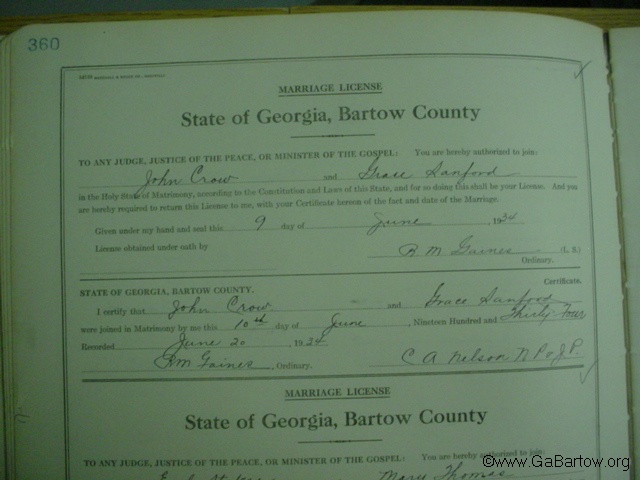 360
MARRIAGE LICENSE
State of Georgia, Bartow County
TO ANY JUDGE, JUSTICE OF THE PEACE, OR MINISTER OF THE GOSPEL: You are hereby authorized to join:
John Crow and Grace Sanford
in the Holy State of Matrimony, according to the Constitution and Laws of this State, and for so doing this shall be your License. And you
are hereby required to return this License to me, with your Certificate hereon of the fact and date of the Marriage.
Given under my hand and seal this 9 day of June, 1934
License obtained under oath by R M Gaines (L. S.)
Ordinary.
STATE OF GEORGIA, BARTOW COUNTY. Certificate.
I certify that John Crow and Grace Sanford
were joined in Matrimony by me this 10th day of June, Nineteen Hundred and Thirty-Four
Recorded June 20, 1934
R M Gaines, Ordinary. C A Nelson N.P. & J.P.
MARRIAGE LICENSE
State of Georgia, Bartow County
TO ANY JUDGE, JUSTICE OF THE PEACE, OR MINISTER OF THE GOSPEL: You are hereby authorized to join:
Mary Thomas
©www.GaBartow.org